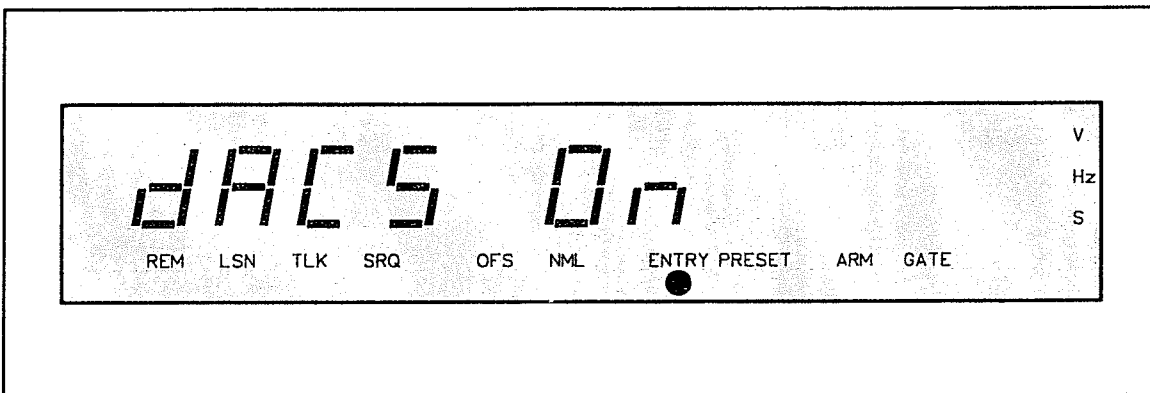 dACS On
V
Hz
S
REM LSN TLK SRQ OFS NML ENTRY PRESET ARM GATE